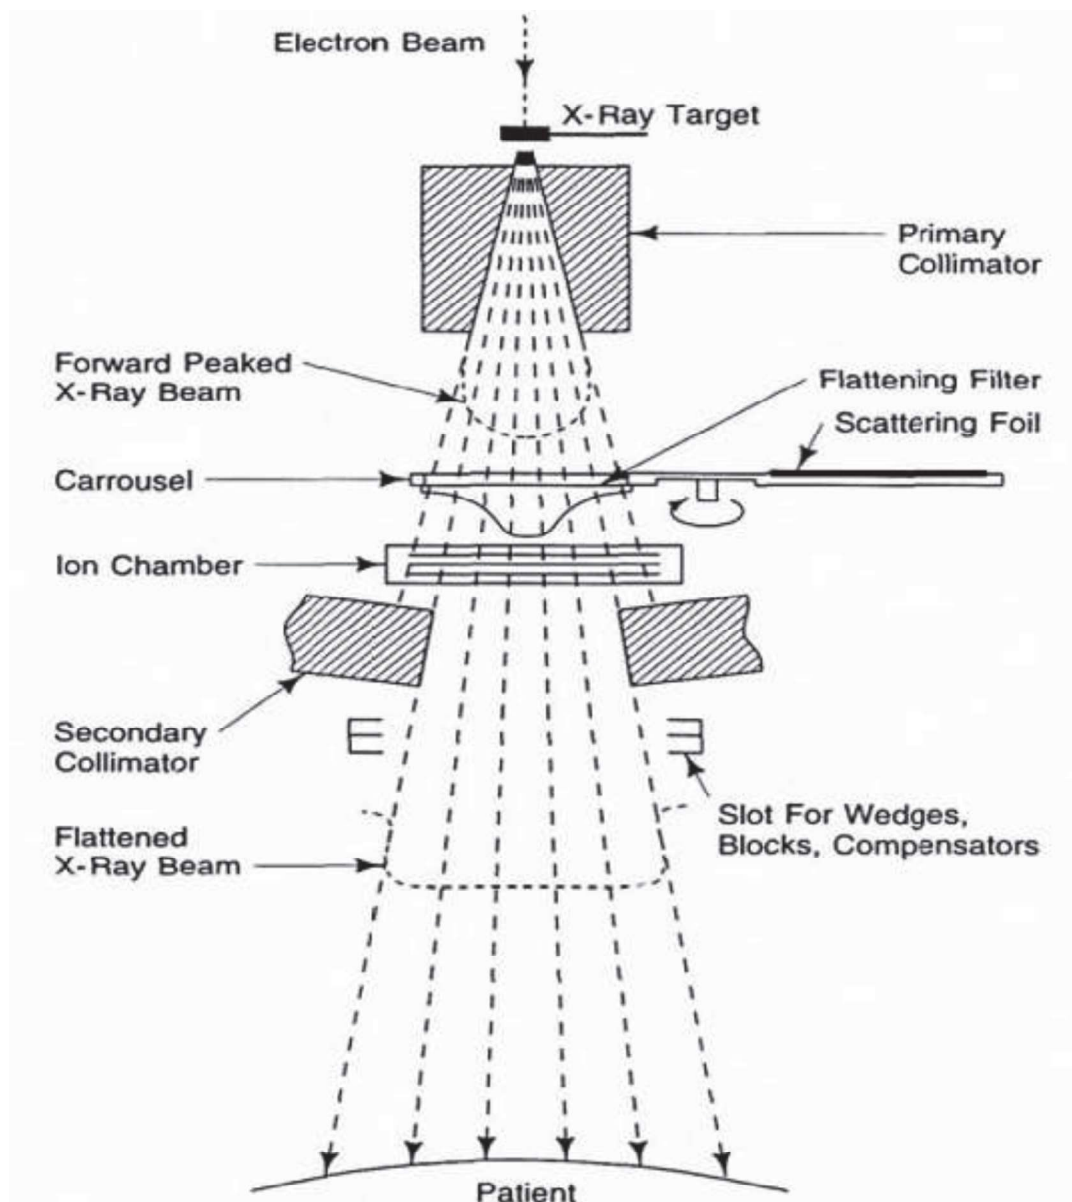 Electron Beam
X-Ray Target
Primary
Collimator
Forward Peaked
X-Ray Beam
Flattening Filter
Scattering Foil
Carrousel
Ion Chamber
Secondary
Collimator
Slot For Wedges,
Blocks, Compensators
Flattened
X-Ray Beam
Patient